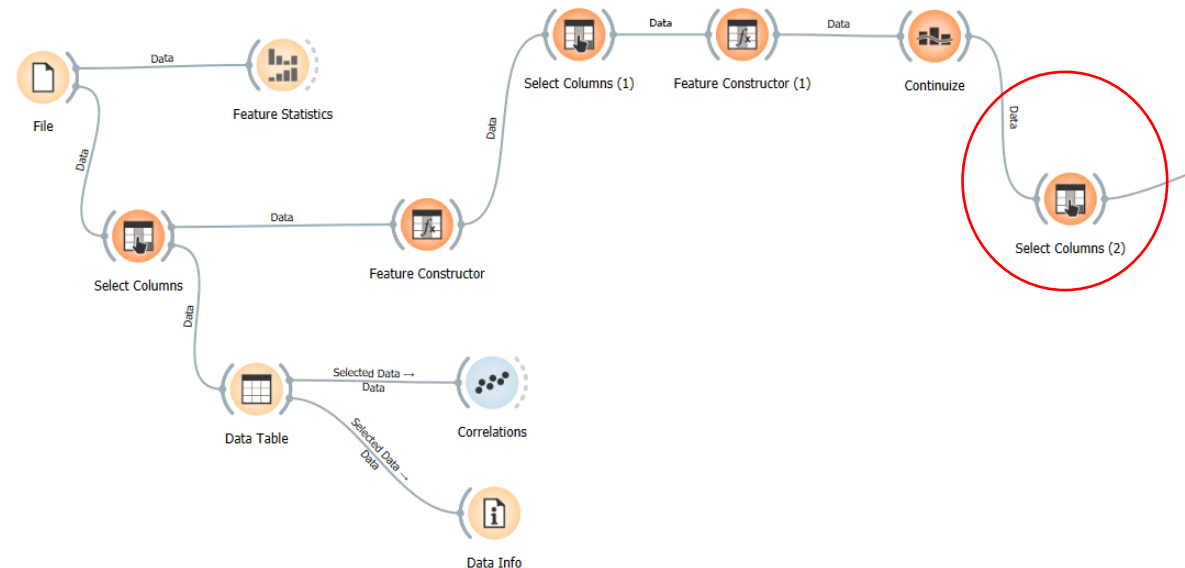 Data
Data
Data
Select Columns (1)
Feature Constructor (1)
Continuize
File
Feature Statistics
Data
Data
Data
Data
Select Columns (2)
Select Columns
Feature Constructor
Data
Selected Data →
Data
Data Table
Correlations
Selected Data →
Data
Data Info